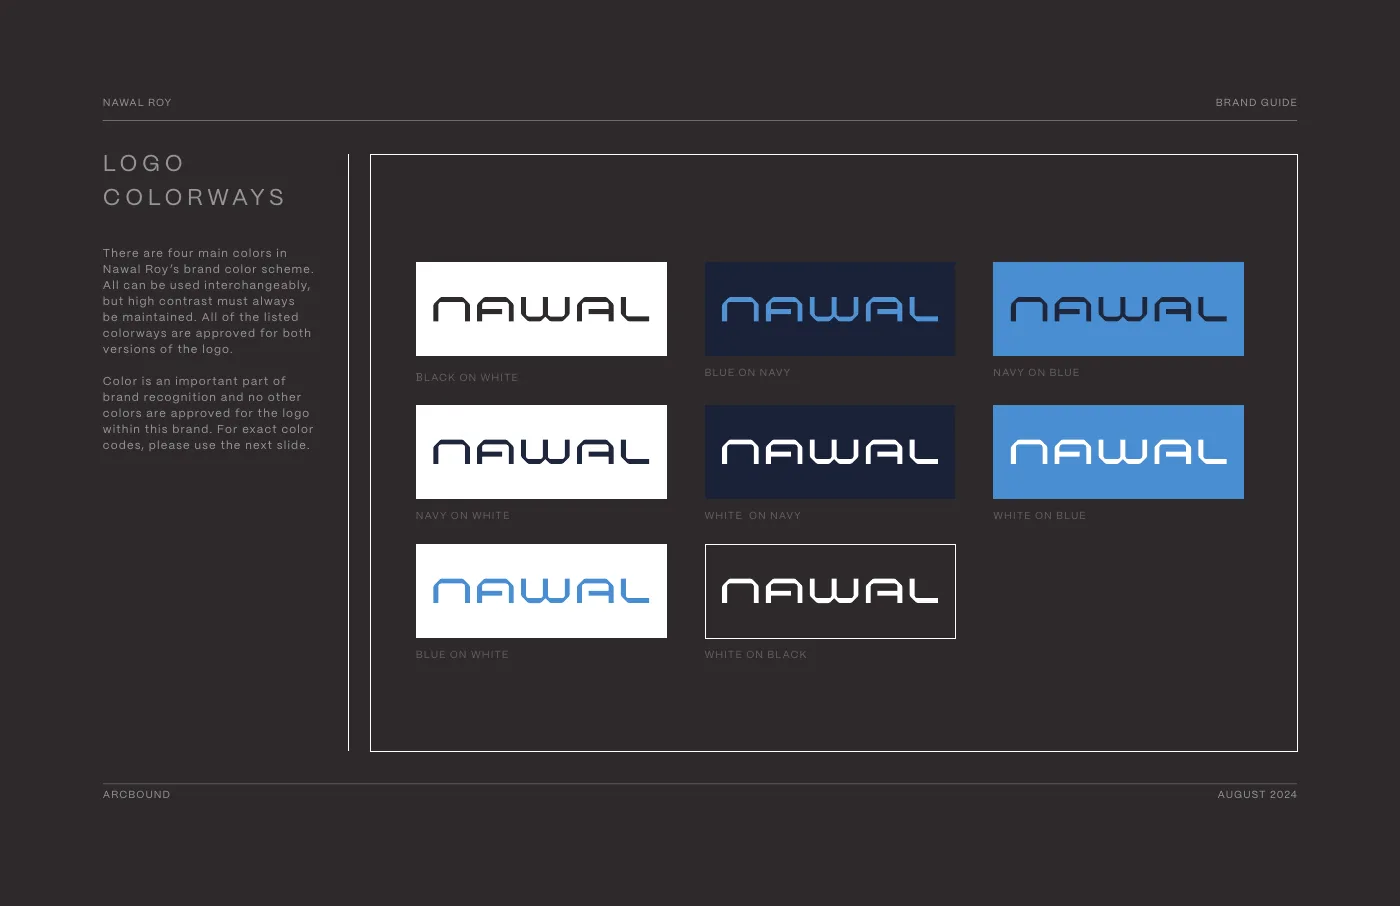 NAWAL ROY
BRAND GUIDE
LOGO
COLORWAYS
There are four main colors in
Nawal Roy's brand color scheme.
All can be used interchangeably,
but high contrast must always
be maintained. All of the listed
colorways are approved for both
versions of the logo.
Color is an important part of
brand recognition and no other
colors are approved for the logo
within this brand. For exact color
codes, please use the next slide.
NAWAL
NAWAL
NAWAL
BLACK ON WHITE
BLUE ON NAVY
NAVY ON BLUE
NAWAL
NAWAL
NAWAL
NAVY ON WHITE
WHITE  ON NAVY
WHITE ON BLUE
NAWAL
NAWAL
BLUE ON WHITE
WHITE ON BLACK
ARCBOUND
AUGUST 2024